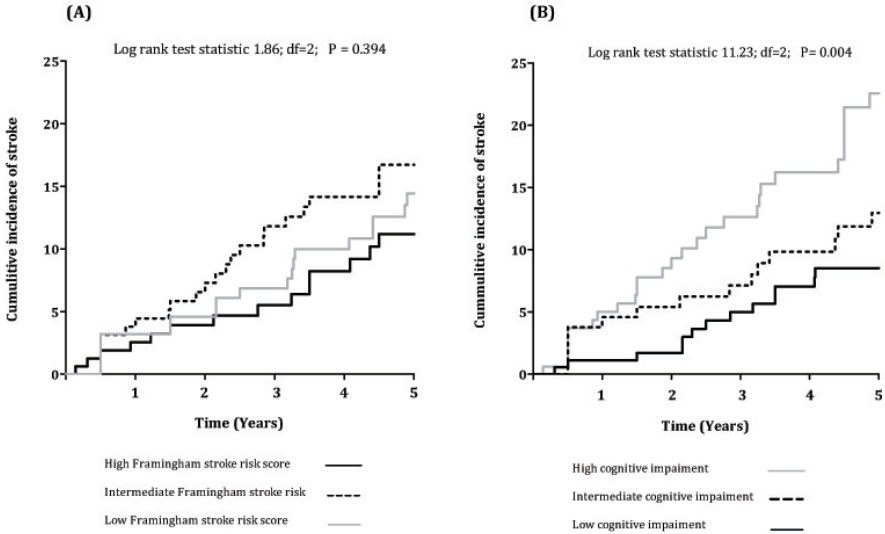 (A)
Log rank test statistic 1.86; df=2; P = 0.394
25
20
15
10
5
0
Cumulitive incidence of stroke
1 2 3 4 5
Time (Years)
High Framingham stroke risk score
Intermediate Framingham stroke risk
Low Framingham stroke risk score
(B)
Log rank test statistic 11.23; df=2; P= 0.004
25
20
15
10
5
0
Cummulitive incidence of stroke
1 2 3 4 5
Time (Years)
High cognitive impaiment
Intermediate cognitive impaiment
Low cognitive impaiment